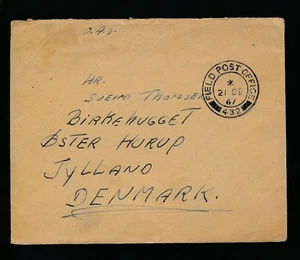 O.A.S.
FIELD POST OFFICE
*
21 DE
47
432
HR.
SVEND THOMSEN
BIRKEHUGGET
ØSTER HURUP
JYLLAND
DENMARK.